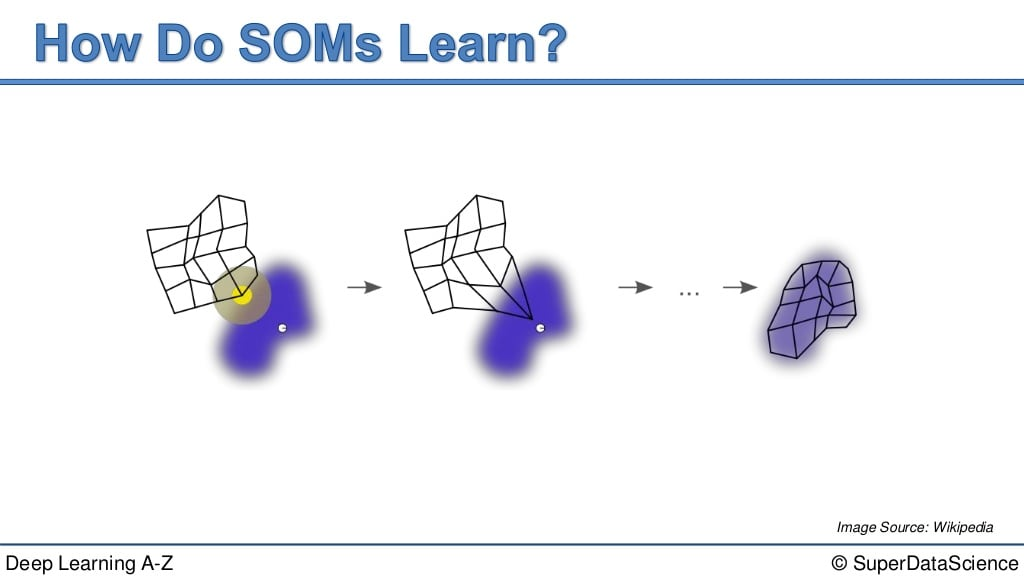 How Do SOMs Learn?
...
Image Source: Wikipedia
Deep Learning A-Z
© SuperDataScience